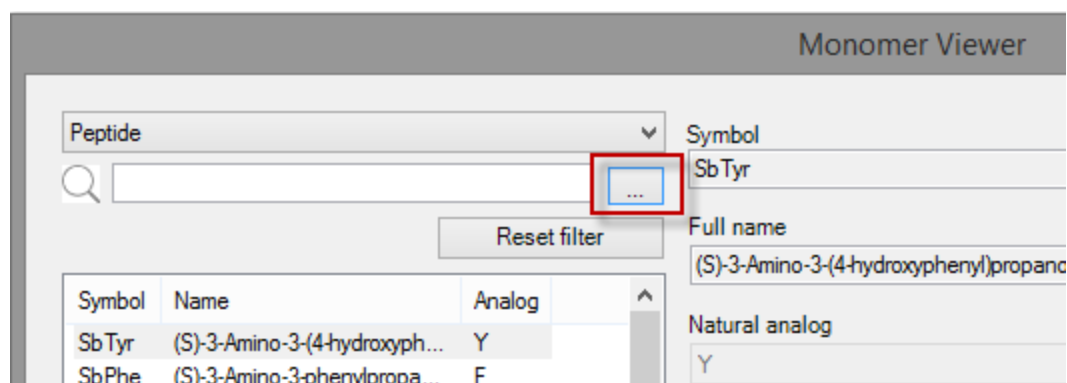 Monomer Viewer
Peptide
...
Reset filter
Symbol Name Analog
SbTyr (S)-3-Amino-3-(4-hydroxyph... Y
SbPhe (S)-3-Amino-3-phenylpropa... F
Symbol
SbTyr
Full name
(S)-3-Amino-3-(4-hydroxyphenyl)propano
Natural analog
Y